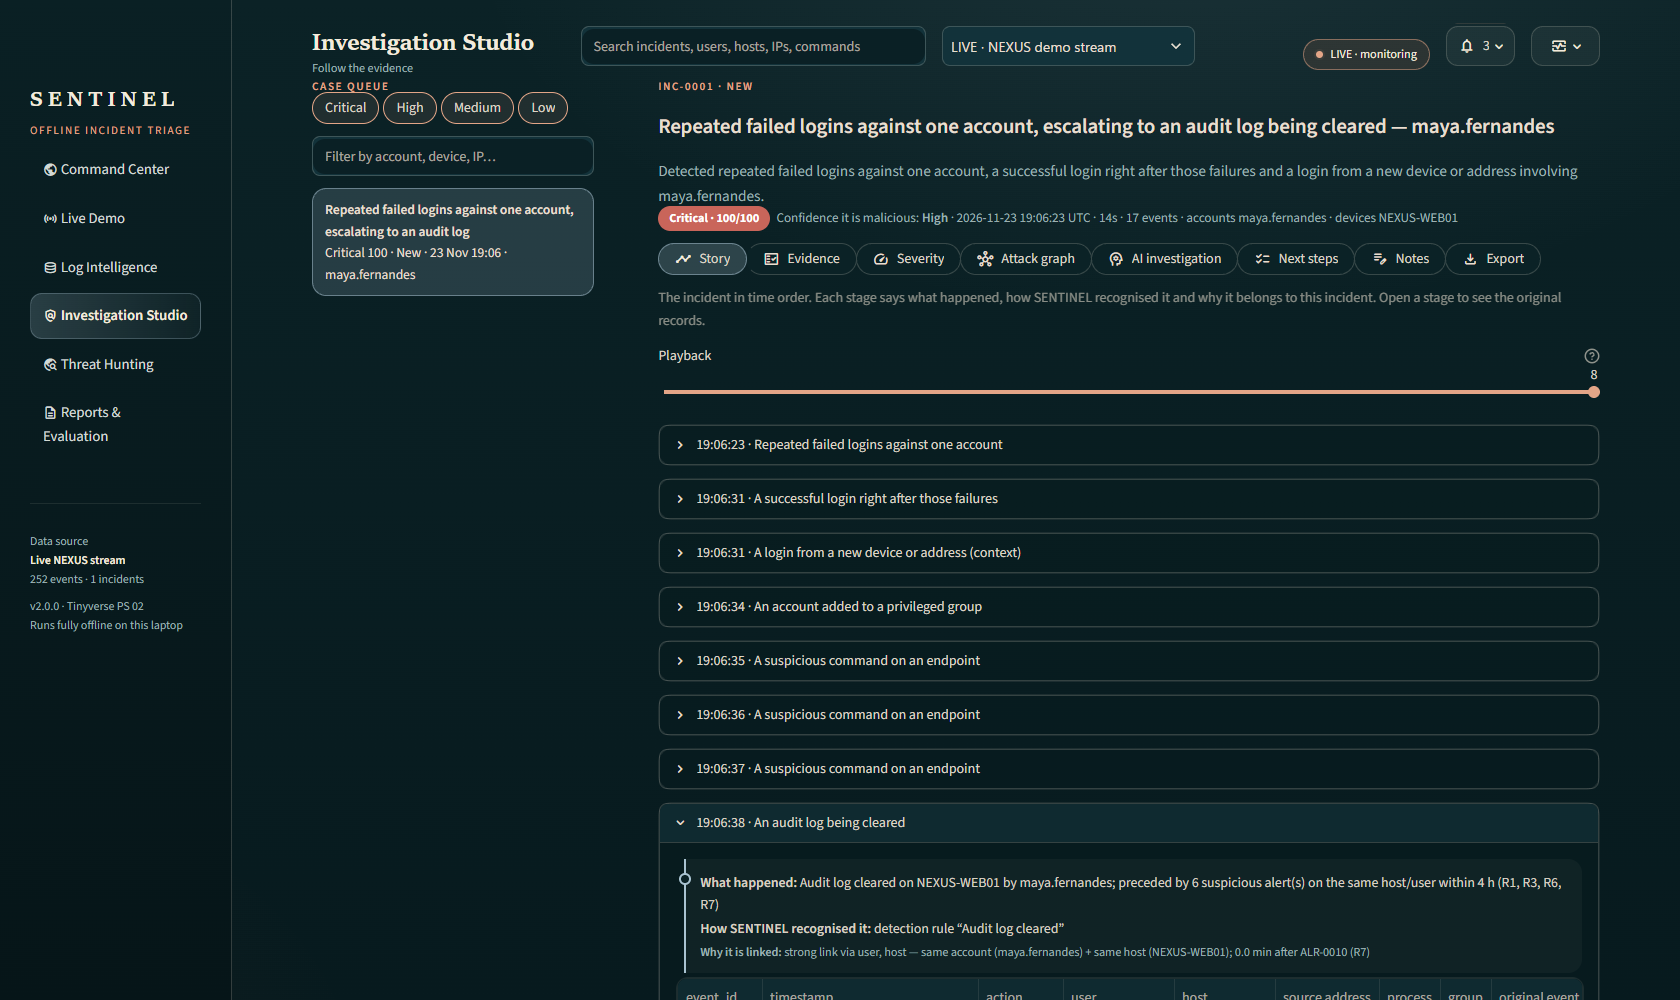 SENTINEL
OFFLINE INCIDENT TRIAGE
Command Center
Live Demo
Log Intelligence
Investigation Studio
Threat Hunting
Reports &
Evaluation
Data source
Live NEXUS stream
252 events · 1 incidents
v2.0.0 · Tinyverse PS 02
Runs fully offline on this laptop
Investigation Studio
Follow the evidence
Search incidents, users, hosts, IPs, commands
LIVE · NEXUS demo stream
LIVE · monitoring
3
CASE QUEUE
Critical
High
Medium
Low
Filter by account, device, IP…
Repeated failed logins against one account,
escalating to an audit log
Critical 100 · New · 23 Nov 19:06 ·
maya.fernandes
INC-0001 · NEW
Repeated failed logins against one account, escalating to an audit log being cleared — maya.fernandes
Detected repeated failed logins against one account, a successful login right after those failures and a login from a new device or address involving
maya.fernandes.
Critical · 100/100 Confidence it is malicious: High · 2026-11-23 19:06:23 UTC · 14s · 17 events · accounts maya.fernandes · devices NEXUS-WEB01
Story
Evidence
Severity
Attack graph
AI investigation
Next steps
Notes
Export
The incident in time order. Each stage says what happened, how SENTINEL recognised it and why it belongs to this incident. Open a stage to see the original
records.
Playback
8
19:06:23 · Repeated failed logins against one account
19:06:31 · A successful login right after those failures
19:06:31 · A login from a new device or address (context)
19:06:34 · An account added to a privileged group
19:06:35 · A suspicious command on an endpoint
19:06:36 · A suspicious command on an endpoint
19:06:37 · A suspicious command on an endpoint
19:06:38 · An audit log being cleared
What happened: Audit log cleared on NEXUS-WEB01 by maya.fernandes; preceded by 6 suspicious alert(s) on the same host/user within 4 h (R1, R3, R6,
R7)
How SENTINEL recognised it: detection rule “Audit log cleared”
Why it is linked: strong link via user, host — same account (maya.fernandes) + same host (NEXUS-WEB01); 0.0 min after ALR-0010 (R7)
event_id timestamp action user host source address process group original event